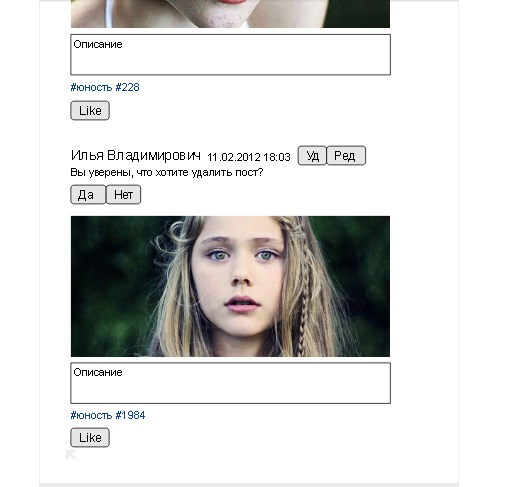 Описание
#юность #228
Like
Илья Владимирович 11.02.2012 18:03 Уд Ред
Вы уверены, что хотите удалить пост?
Да Нет
Описание
#юность #1984
Like